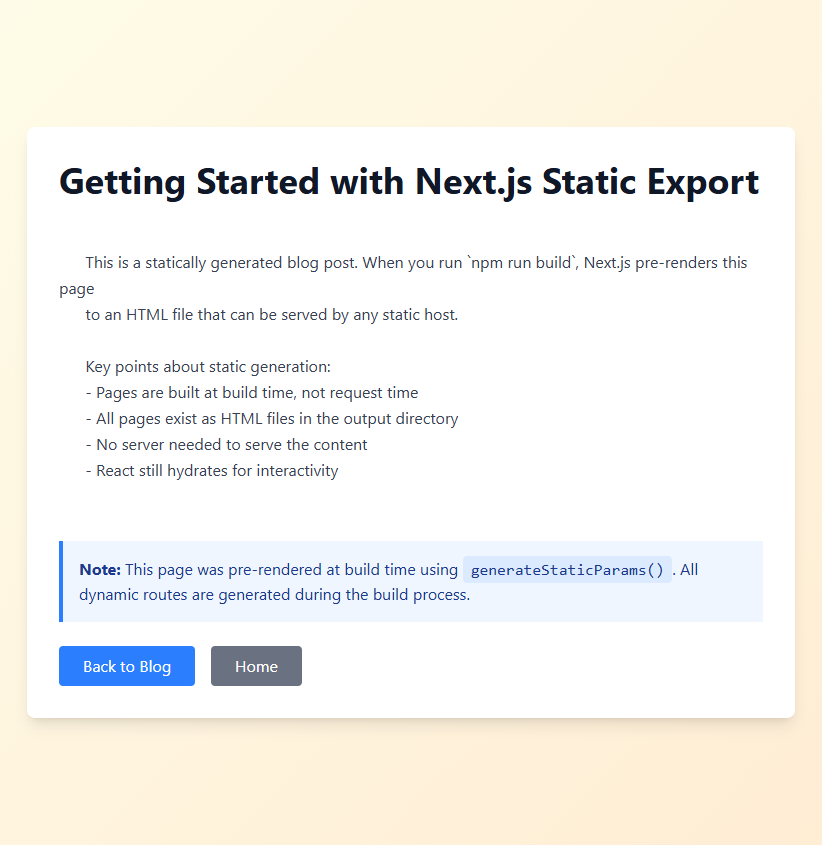 Getting Started with Next.js Static Export
This is a statically generated blog post. When you run `npm run build`, Next.js pre-renders this
page
to an HTML file that can be served by any static host.
Key points about static generation:
- Pages are built at build time, not request time
- All pages exist as HTML files in the output directory
- No server needed to serve the content
- React still hydrates for interactivity
Note: This page was pre-rendered at build time using generateStaticParams(). All
dynamic routes are generated during the build process.
Back to Blog Home